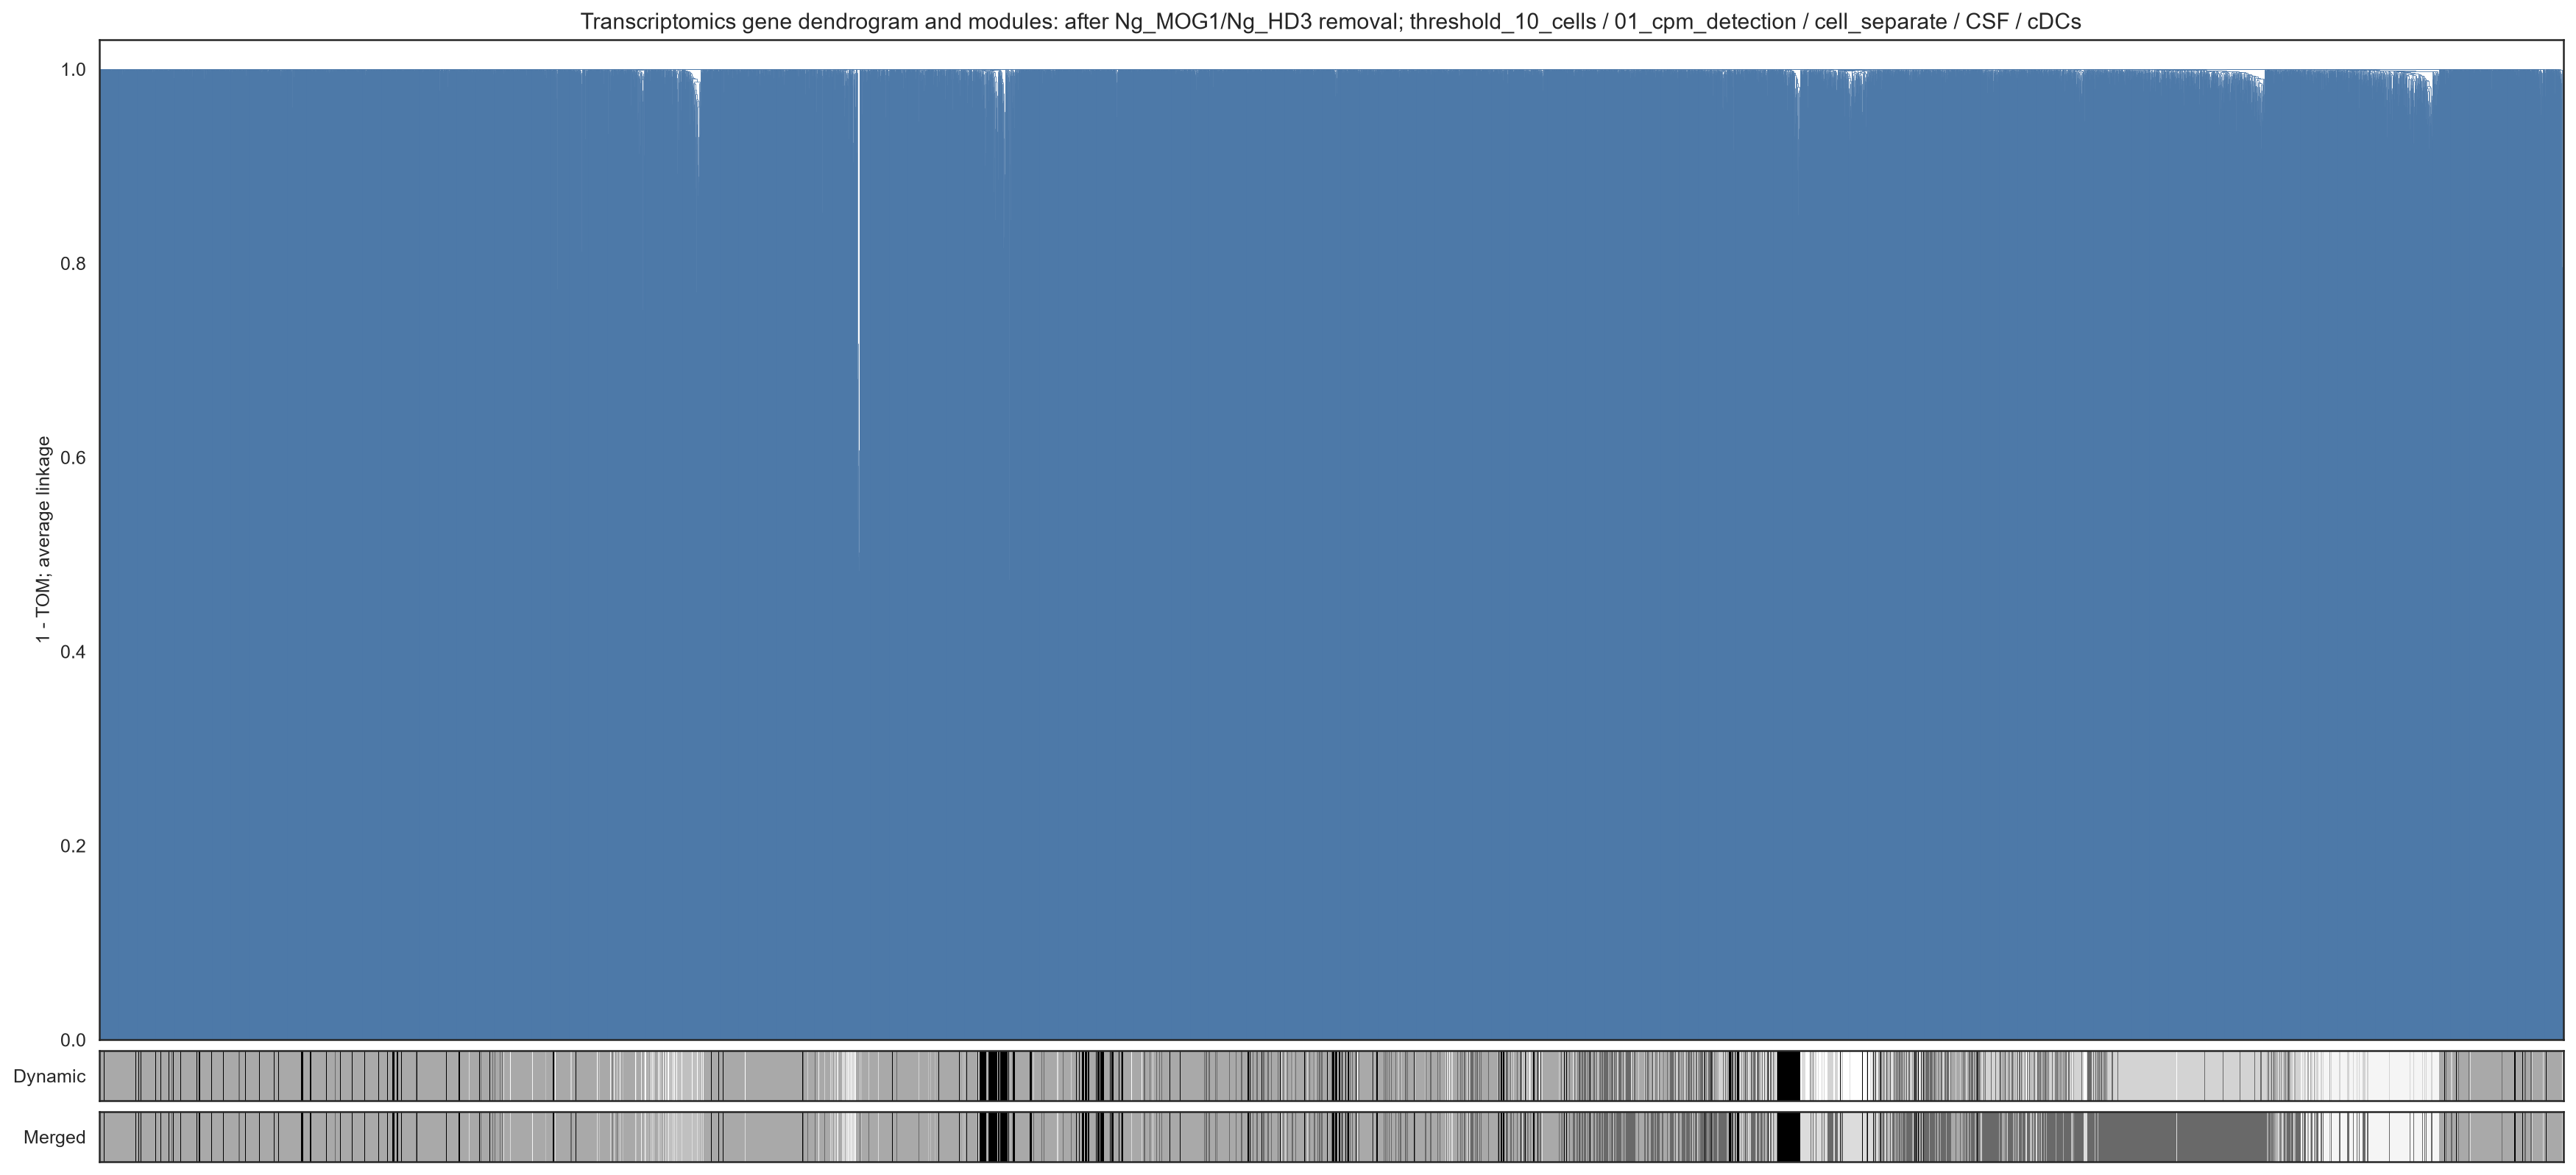 Transcriptomics gene dendrogram and modules: after Ng_MOG1/Ng_HD3 removal; threshold_10_cells / 01_cpm_detection / cell_separate / CSF / cDCs
1.0
0.8
0.6
0.4
0.2
0.0
1 - TOM; average linkage
Dynamic
Merged